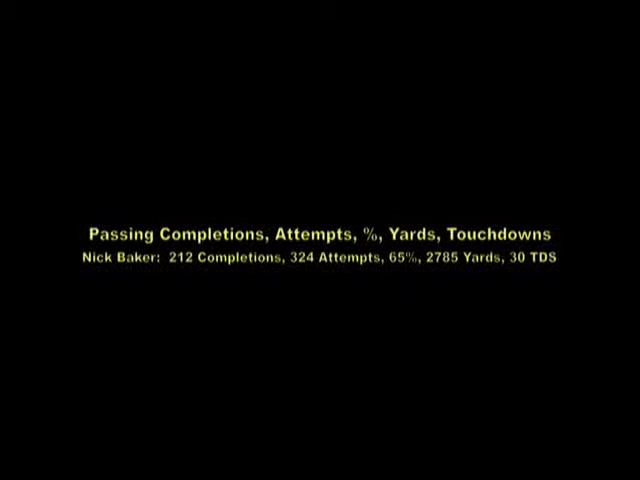 Passing Completions, Attempts, %, Yards, Touchdowns
Nick Baker:  212 Completions, 324 Attempts, 65%, 2785 Yards, 30 TDS